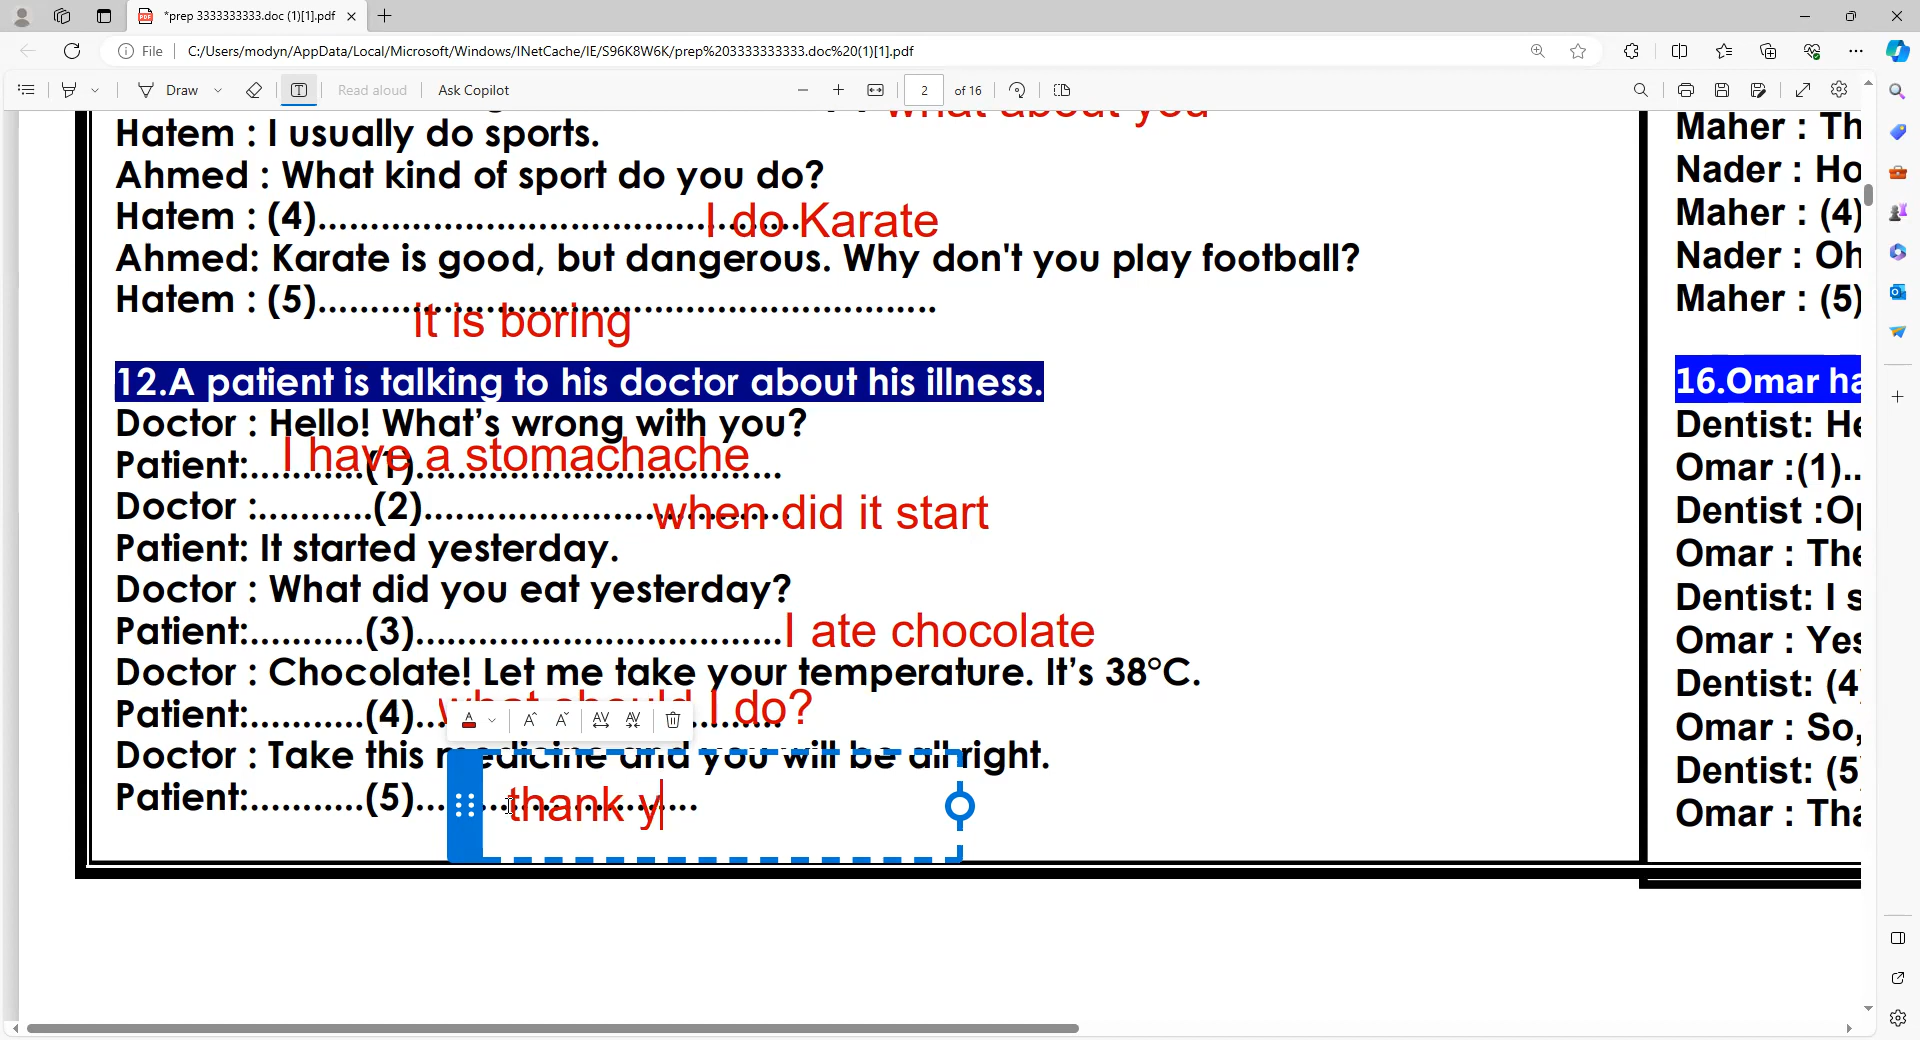 *prep 3333333333.doc (1)[1].pdf
File
C:/Users/modyn/AppData/Local/Microsoft/Windows/INetCache/IE/S96K8W6K/prep%203333333333.doc%20(1)[1].pdf
Draw
Read aloud
Ask Copilot
2 of 16
what about you
Hatem : I usually do sports.
Ahmed : What kind of sport do you do?
Hatem : (4)............................................... I do Karate
Ahmed: Karate is good, but dangerous. Why don't you play football?
Hatem : (5)............................................................
it is boring
12.A patient is talking to his doctor about his illness.
Doctor : Hello! What's wrong with you?
I have a stomachache
Patient:...........(1)...................................
Doctor :...........(2)................................... when did it start
Patient: It started yesterday.
Doctor : What did you eat yesterday?
Patient:...........(3)................................... I ate chocolate
Doctor : Chocolate! Let me take your temperature. It's 38°C.
what should I do?
Patient:...........(4)...................................
Doctor : Take this medicine and you will be all right.
Patient:...........(5)........................... thank y
Maher : Th
Nader : Ho
Maher : (4)
Nader : Oh
Maher : (5)
16.Omar ha
Dentist: He
Omar :(1)..
Dentist :Op
Omar : The
Dentist: I s
Omar : Yes
Dentist: (4
Omar : So,
Dentist: (5
Omar : Tha